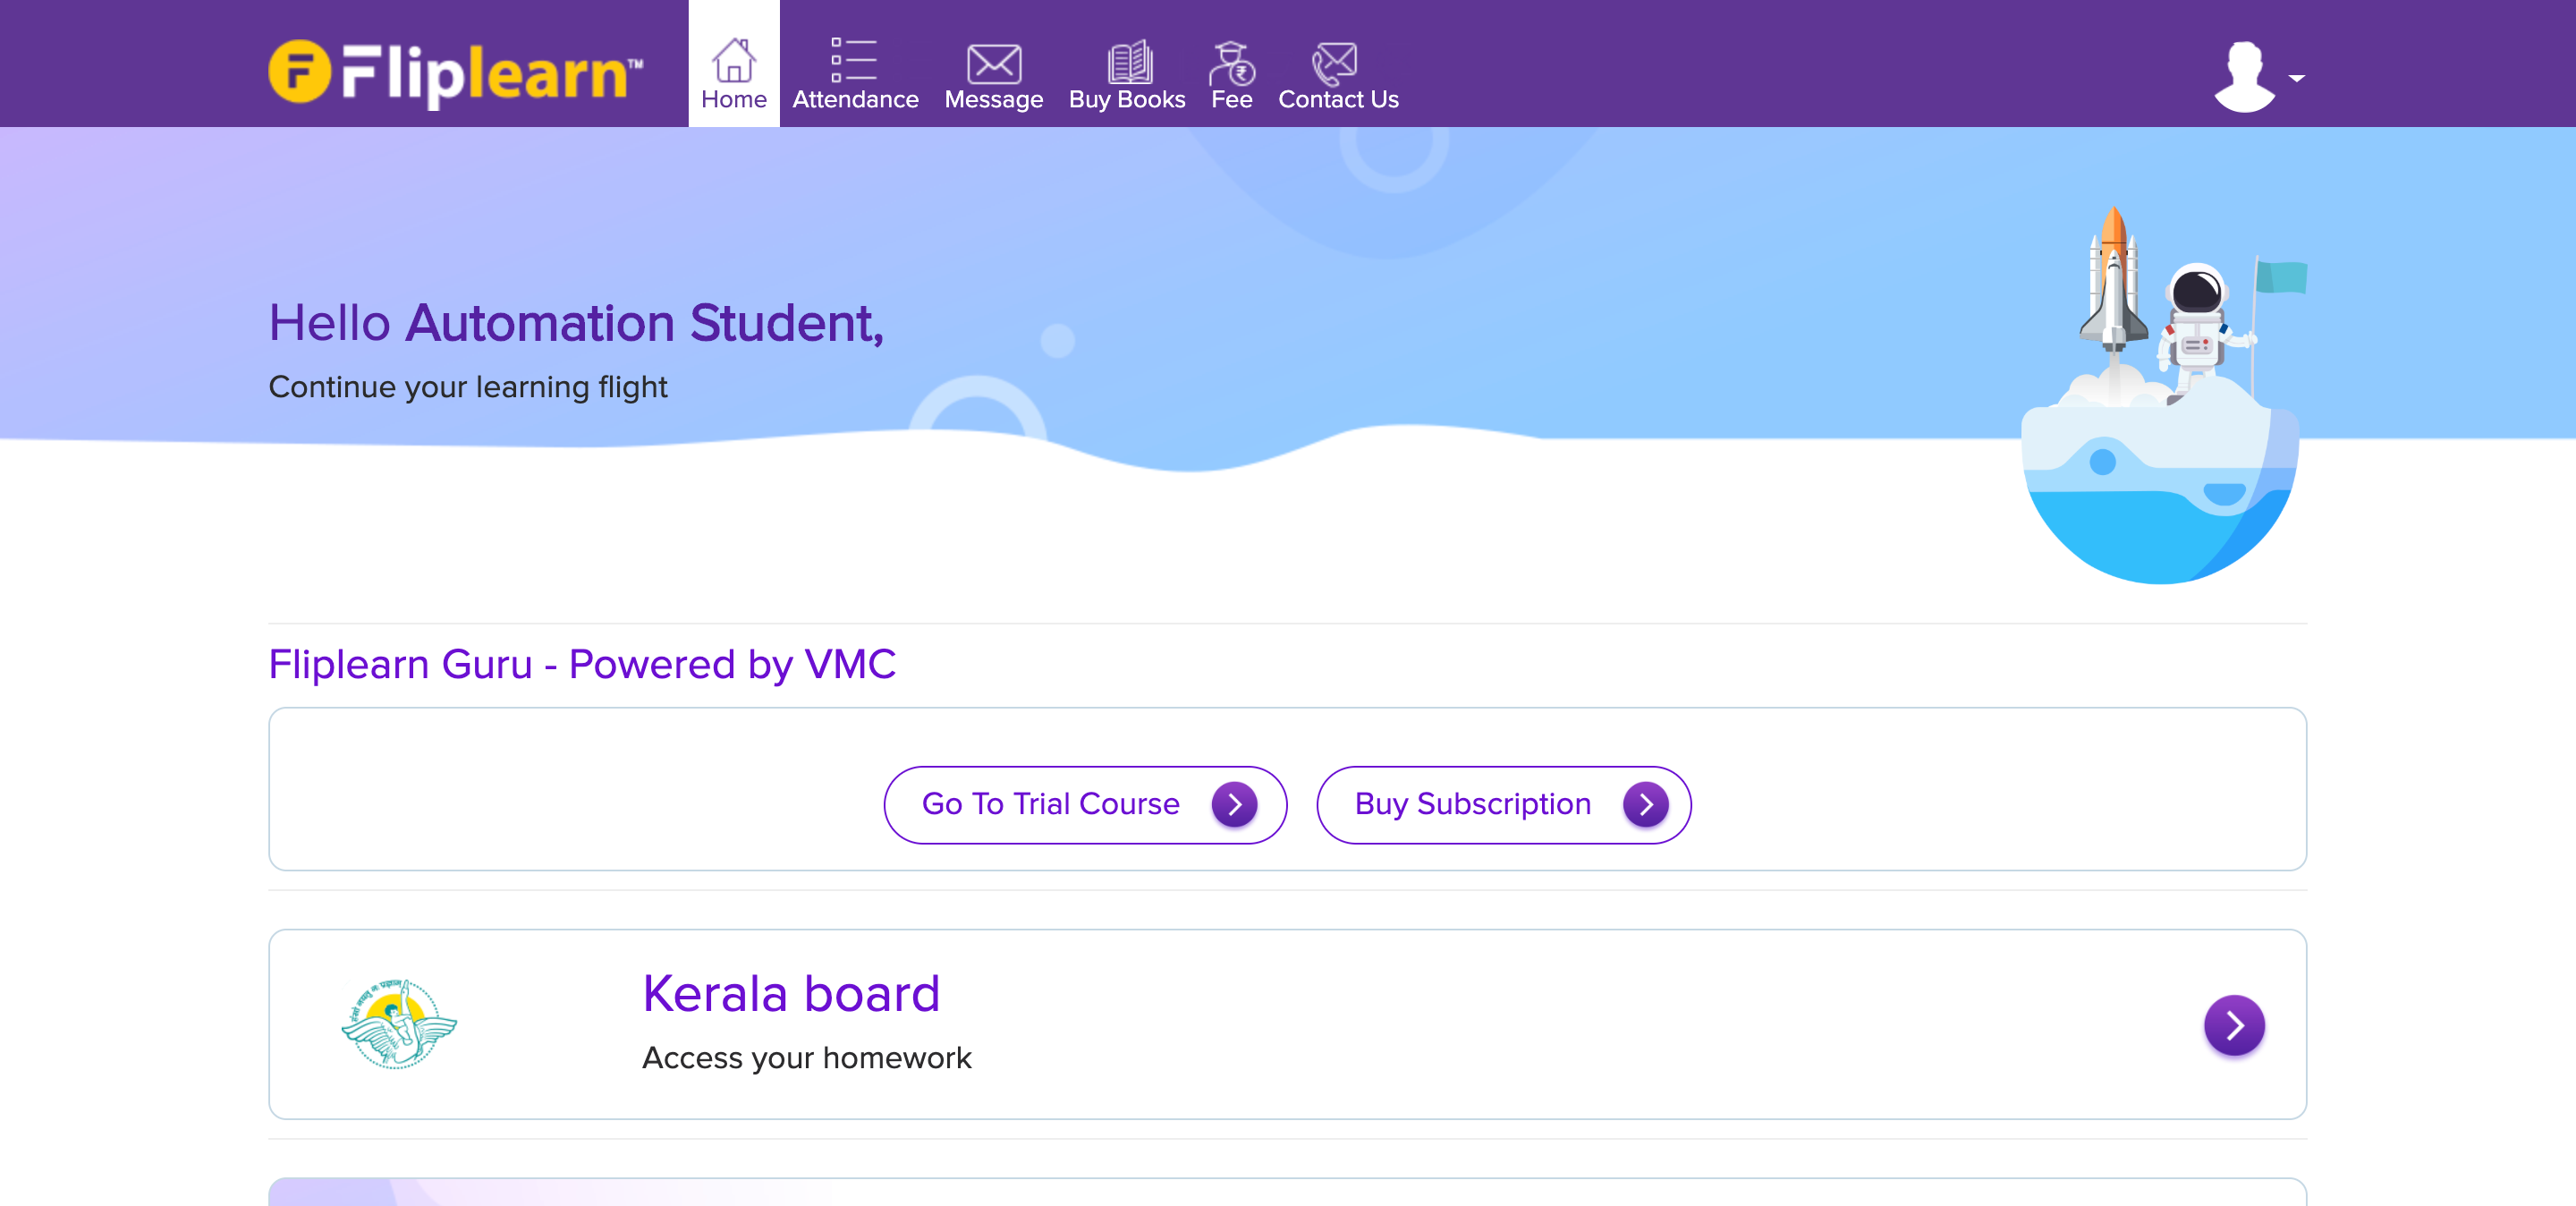 Fliplearn™
Home
Attendance
Message
Buy Books
Fee
Contact Us
Hello Automation Student,
Continue your learning flight
Fliplearn Guru - Powered by VMC
Go To Trial Course
Buy Subscription
Kerala board
Access your homework